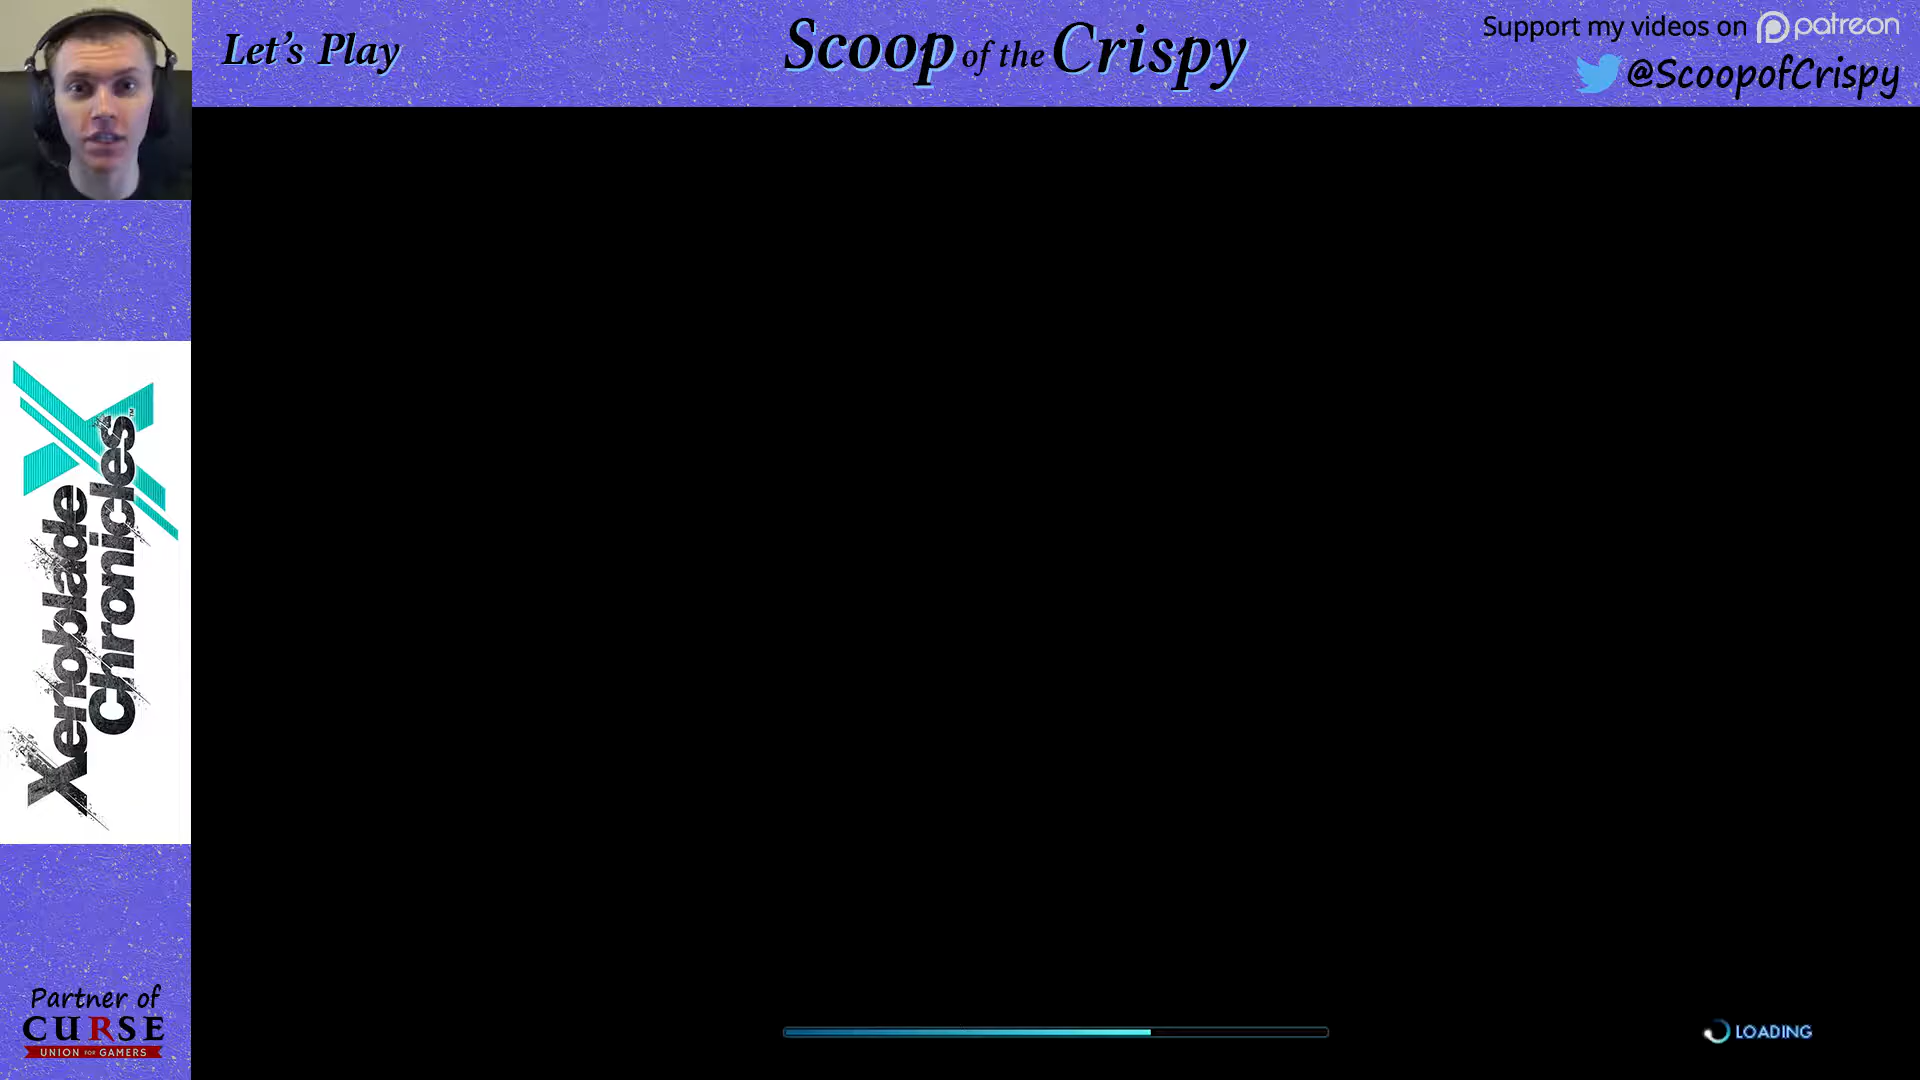 Let's Play
Scoop of the Crispy
Support my videos on patreon
@ScoopofCrispy
Xenoblade
Chronicles X™
Partner of
CURSE
UNION FOR GAMERS
LOADING